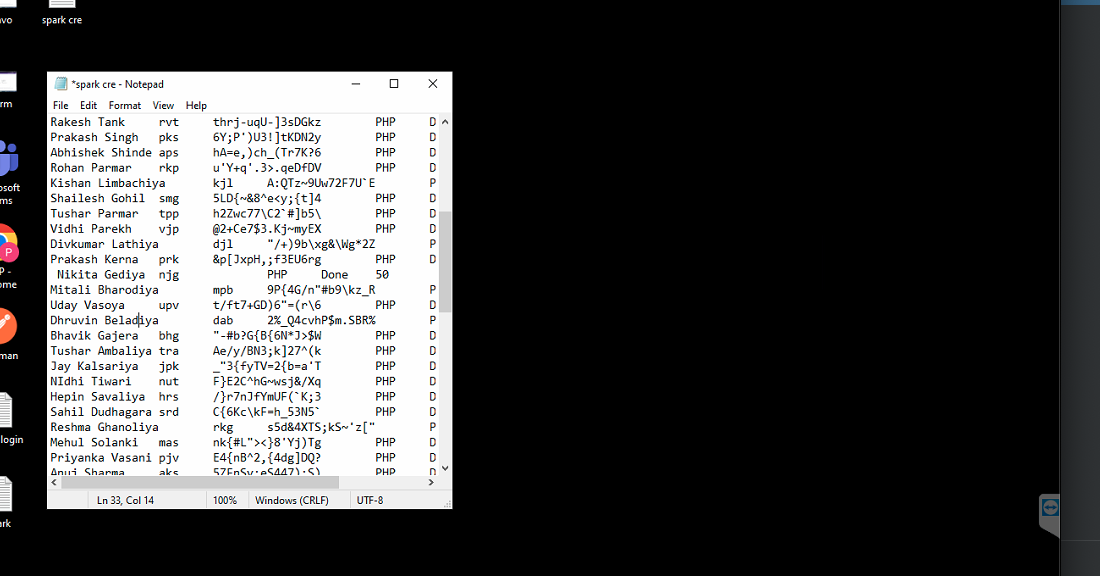 avo
spark cre
rm
osoft
ms
P
P -
ome
man
login
ark
*spark cre - Notepad
File Edit Format View Help
Rakesh Tank rvt thrj-uqU-]3sDGkz PHP D
Prakash Singh pks 6Y;P')U3!]tKDN2y PHP D
Abhishek Shinde aps hA=e,)ch_(Tr7K?6 PHP D
Rohan Parmar rkp u'Y+q'.3>.qeDfDV PHP D
Kishan Limbachiya kjl A:QTz~9Uw72F7U`E P
Shailesh Gohil smg 5LD{~&8^e<y;{t]4 PHP D
Tushar Parmar tpp h2Zwc77\C2`#]b5\ PHP D
Vidhi Parekh vjp @2+Ce7$3.Kj~myEX PHP D
Divkumar Lathiya djl "/+)9b\xg&\Wg*2Z P
Prakash Kerna prk &p[JxpH,;f3EU6rg PHP D
Nikita Gediya njg PHP Done 50
Mitali Bharodiya mpb 9P{4G/n"#b9\kz_R P
Uday Vasoya upv t/ft7+GD)6"=(r\6 PHP D
Dhruvin Beladiya dab 2%_Q4cvhP$m.SBR% P
Bhavik Gajera bhg "-#b?G{B{6N*J>$W PHP D
Tushar Ambaliya tra Ae/y/BN3;k]27^(k PHP D
Jay Kalsariya jpk _"3{fyTV=2{b=a'T PHP D
NIdhi Tiwari nut F}E2C^hG~wsj&/Xq PHP D
Hepin Savaliya hrs /}r7nJfYmUF(`K;3 PHP D
Sahil Dudhagara srd C{6Kc\kF=h_53N5` PHP D
Reshma Ghanoliya rkg s5d&4XTS;kS~'z[" P
Mehul Solanki mas nk{#L"><}8'Yj)Tg PHP D
Priyanka Vasani pjv E4{nB^2,{4dg]DQ? PHP D
Anuj Sharma aks PHP D
Ln 33, Col 14 100% Windows (CRLF) UTF-8